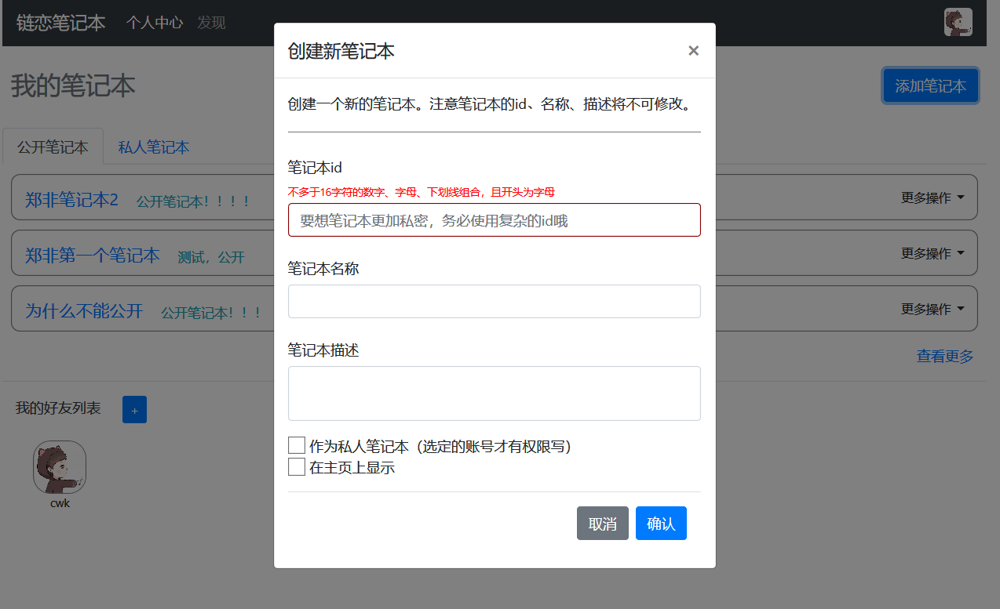 链恋笔记本 个人中心 发现
创建新笔记本 ×
我的笔记本 添加笔记本
创建一个新的笔记本。注意笔记本的id、名称、描述将不可修改。
公开笔记本 私人笔记本
笔记本id
不多于16字符的数字、字母、下划线组合，且开头为字母
要想笔记本更加私密，务必使用复杂的id哦
郑非笔记本2 公开笔记本！！！！ 更多操作
郑非第一个笔记本 测试，公开 更多操作
笔记本名称
为什么不能公开 公开笔记本！！！ 更多操作
笔记本描述
查看更多
我的好友列表 +
作为私人笔记本（选定的账号才有权限写）
在主页上显示
cwk
取消 确认